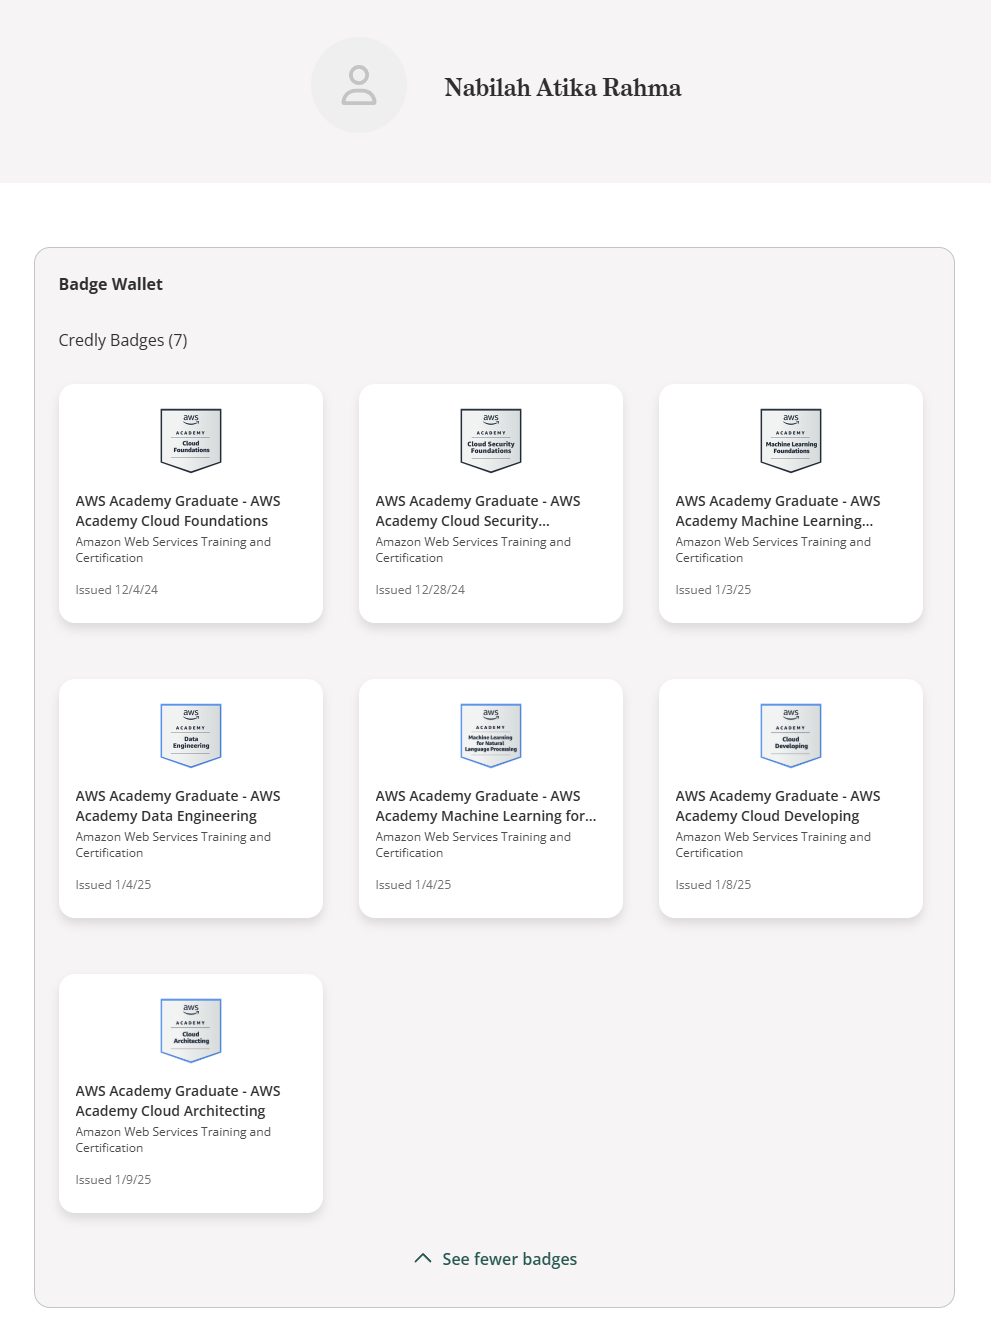 Nabilah Atika Rahma
Badge Wallet
Credly Badges (7)
aws
ACADEMY
Cloud
Foundations
AWS Academy Graduate - AWS
Academy Cloud Foundations
Amazon Web Services Training and
Certification
Issued 12/4/24
aws
ACADEMY
Cloud Security
Foundations
AWS Academy Graduate - AWS
Academy Cloud Security...
Amazon Web Services Training and
Certification
Issued 12/28/24
aws
ACADEMY
Machine Learning
Foundations
AWS Academy Graduate - AWS
Academy Machine Learning...
Amazon Web Services Training and
Certification
Issued 1/3/25
aws
ACADEMY
Data
Engineering
AWS Academy Graduate - AWS
Academy Data Engineering
Amazon Web Services Training and
Certification
Issued 1/4/25
aws
ACADEMY
Machine Learning
for Natural
Language Processing
AWS Academy Graduate - AWS
Academy Machine Learning for...
Amazon Web Services Training and
Certification
Issued 1/4/25
aws
ACADEMY
Cloud
Developing
AWS Academy Graduate - AWS
Academy Cloud Developing
Amazon Web Services Training and
Certification
Issued 1/8/25
aws
ACADEMY
Cloud
Architecting
AWS Academy Graduate - AWS
Academy Cloud Architecting
Amazon Web Services Training and
Certification
Issued 1/9/25
See fewer badges